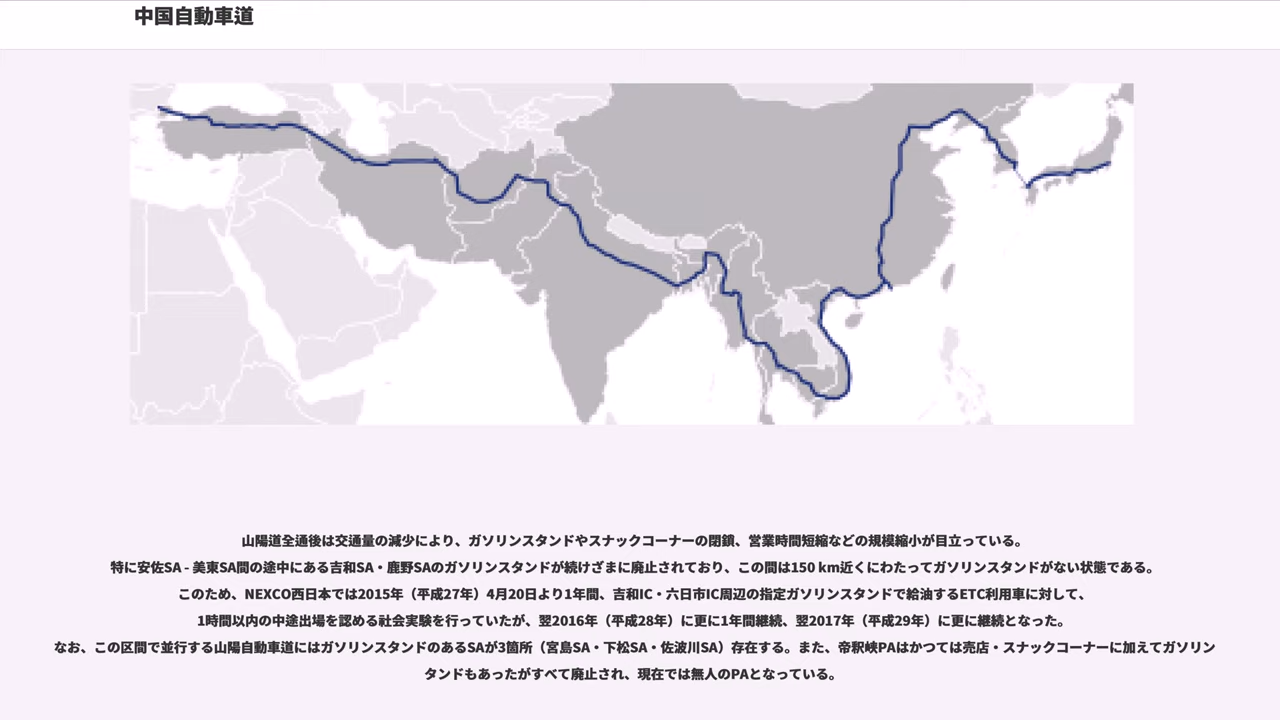 中国自動車道
山陽道全通後は交通量の減少により、ガソリンスタンドやスナックコーナーの閉鎖、営業時間短縮などの規模縮小が目立っている。
特に安佐SA - 美東SA間の途中にある吉和SA・鹿野SAのガソリンスタンドが続けざまに廃止されており、この間は150 km近くにわたってガソリンスタンドがない状態である。
このため、NEXCO西日本では2015年（平成27年）4月20日より1年間、吉和IC・六日市IC周辺の指定ガソリンスタンドで給油するETC利用車に対して、
1時間以内の中途出場を認める社会実験を行っていたが、翌2016年（平成28年）に更に1年間継続、翌2017年（平成29年）に更に継続となった。
なお、この区間で並行する山陽自動車道にはガソリンスタンドのあるSAが3箇所（宮島SA・下松SA・佐波川SA）存在する。また、帝釈峡PAはかつては売店・スナックコーナーに加えてガソリン
タンドもあったがすべて廃止され、現在では無人のPAとなっている。